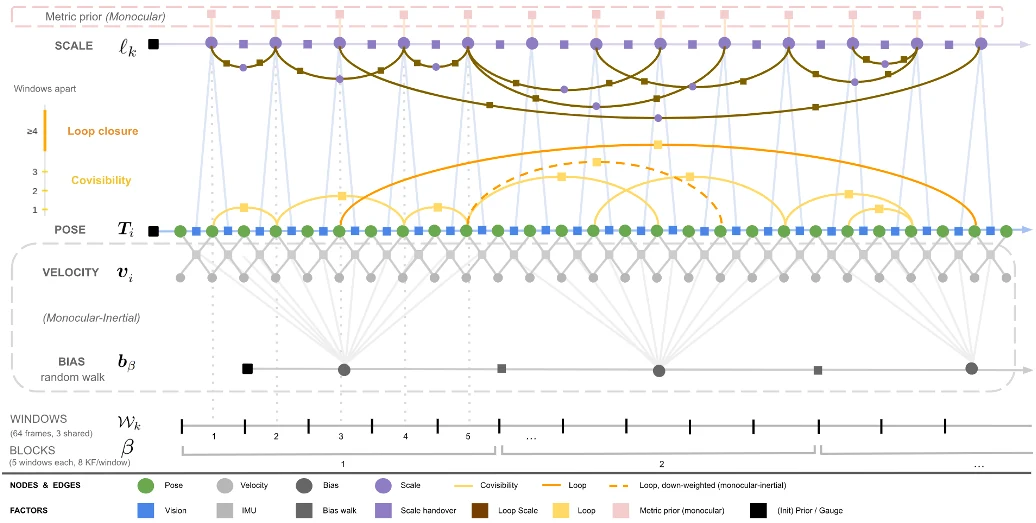 Metric prior (Monocular)
SCALE ℓk
Windows apart
≥4 Loop closure
3
Covisibility
2
1
POSE Ti
VELOCITY vi
(Monocular-Inertial)
BIAS bβ
random walk
WINDOWS Wk
(64 frames, 3 shared)
1 2 3 4 5 ...
BLOCKS β
(5 windows each, 8 KF/window)
1 2 ...
NODES & EDGES Pose Velocity Bias Scale Covisibility Loop Loop, down-weighted (monocular-inertial)
FACTORS Vision IMU Bias walk Scale handover Loop Scale Loop Metric prior (monocular) (Init) Prior / Gauge